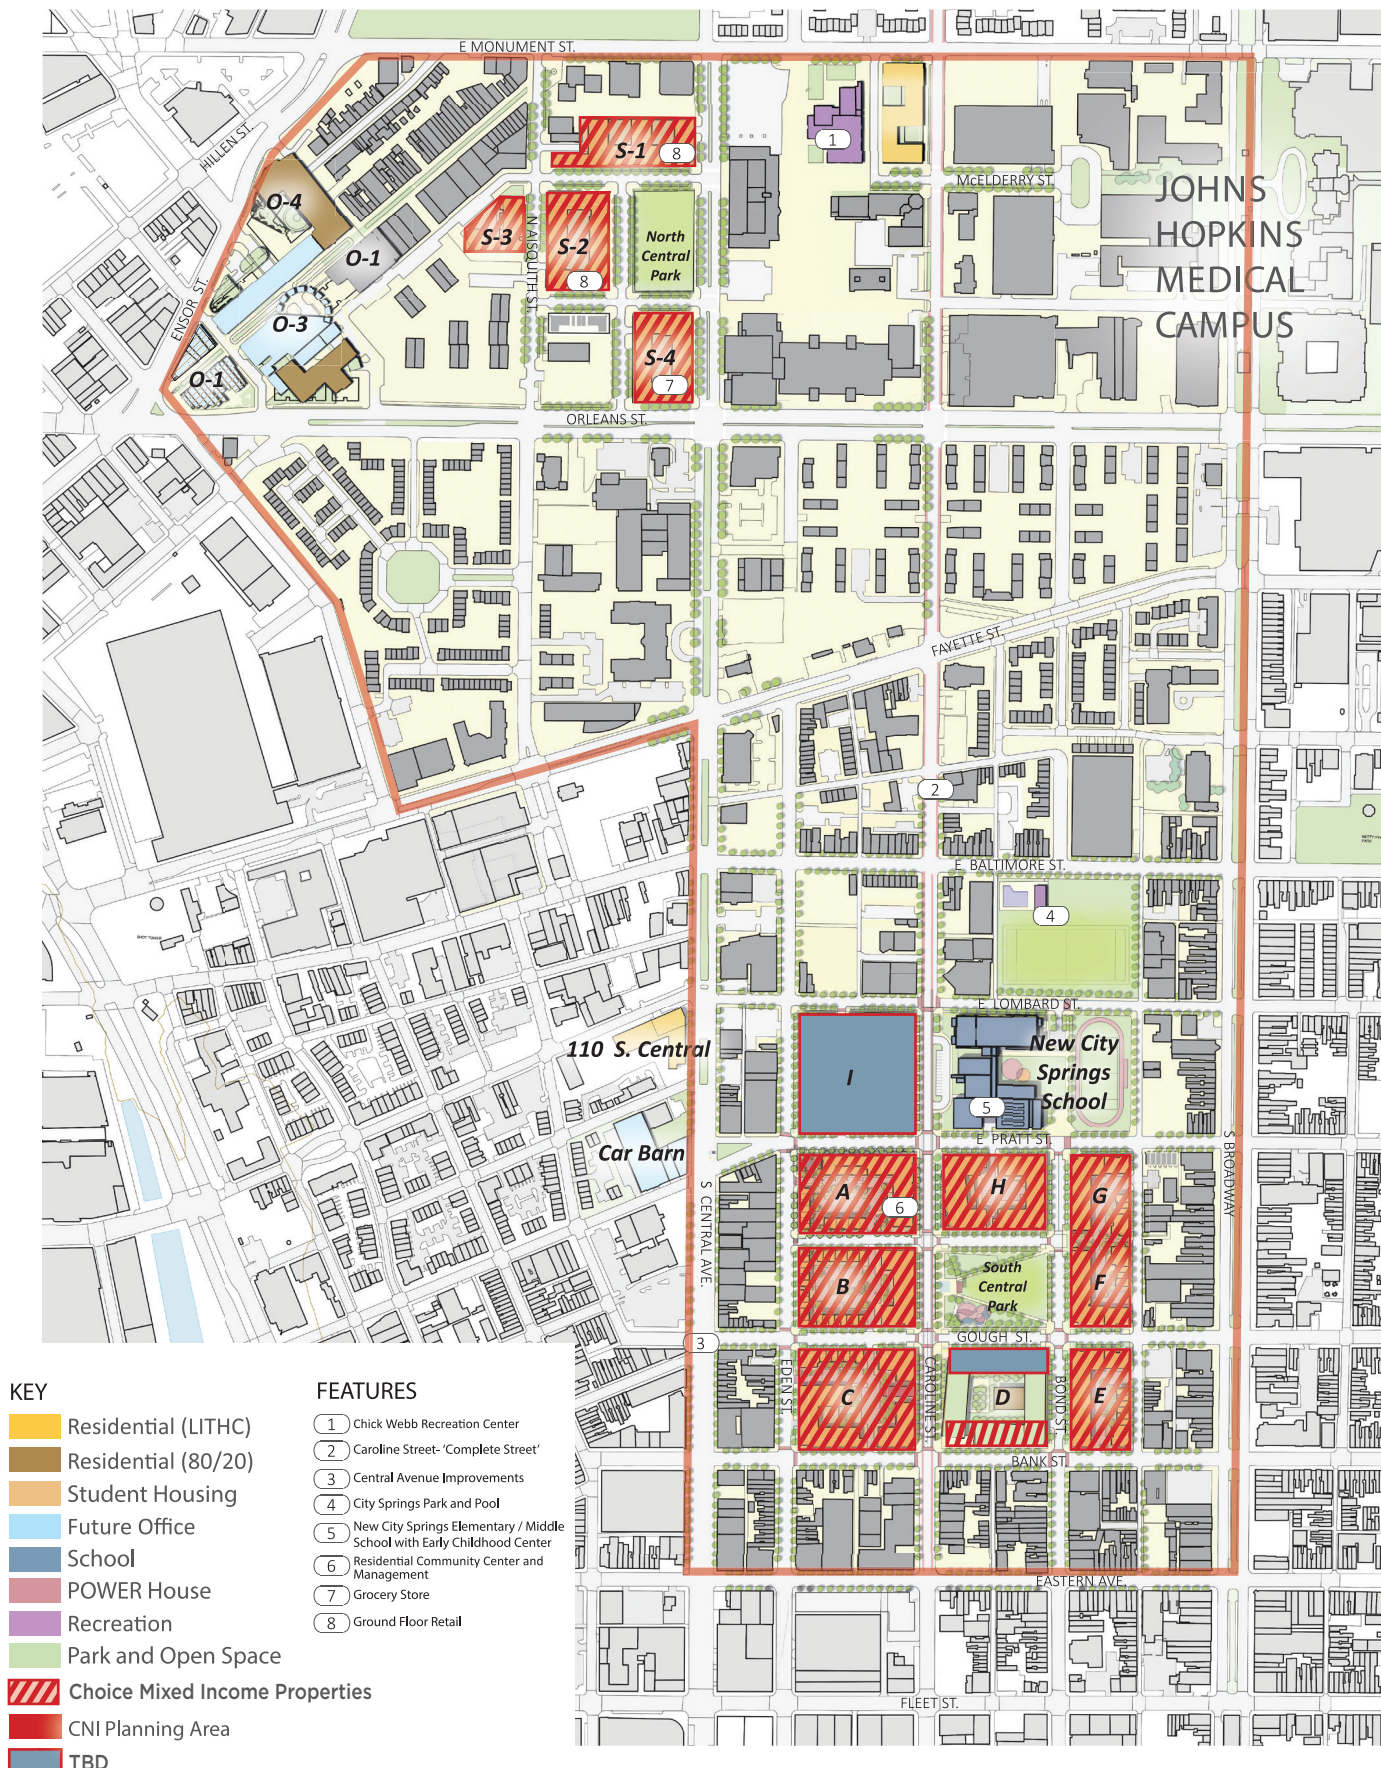 E MONUMENT ST.
HILLEN ST.
S-1
8
1
McELDERRY ST.
JOHNS
HOPKINS
MEDICAL
CAMPUS
O-4
S-3
N AISQUITH ST.
S-2
8
North
Central
Park
O-1
ENSOR ST.
O-3
S-4
7
O-1
ORLEANS ST.
FAYETTE ST.
2
E BALTIMORE ST.
4
E LOMBARD ST.
110 S. Central
I
New City
Springs
School
5
E PRATT ST.
Car Barn
S CENTRAL AVE.
S BROADWAY
A
6
H
G
B
South
Central
Park
F
3
GOUGH ST.
EDEN ST.
C
CAROLINE ST.
D
BOND ST.
E
BANK ST.
EASTERN AVE.
FLEET ST.
KEY
Residential (LITHC)
Residential (80/20)
Student Housing
Future Office
School
POWER House
Recreation
Park and Open Space
Choice Mixed Income Properties
CNI Planning Area
TBD
FEATURES
1 Chick Webb Recreation Center
2 Caroline Street- ‘Complete Street’
3 Central Avenue Improvements
4 City Springs Park and Pool
5 New City Springs Elementary / Middle
School with Early Childhood Center
6 Residential Community Center and
Management
7 Grocery Store
8 Ground Floor Retail